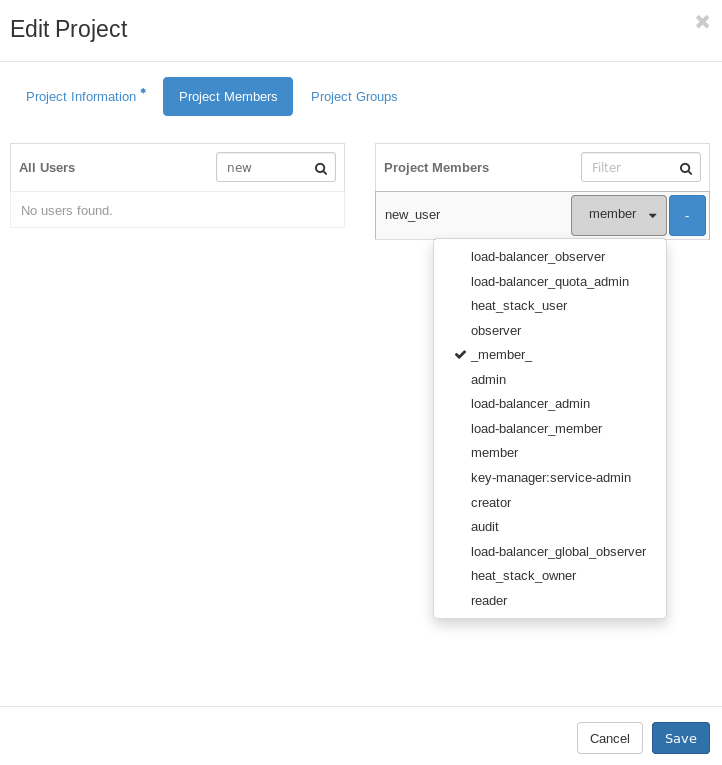 Edit Project
Project Information *
Project Members
Project Groups
All Users
new
No users found.
Project Members
Filter
new_user
member
-
load-balancer_observer
load-balancer_quota_admin
heat_stack_user
observer
_member_
admin
load-balancer_admin
load-balancer_member
member
key-manager:service-admin
creator
audit
load-balancer_global_observer
heat_stack_owner
reader
Cancel
Save